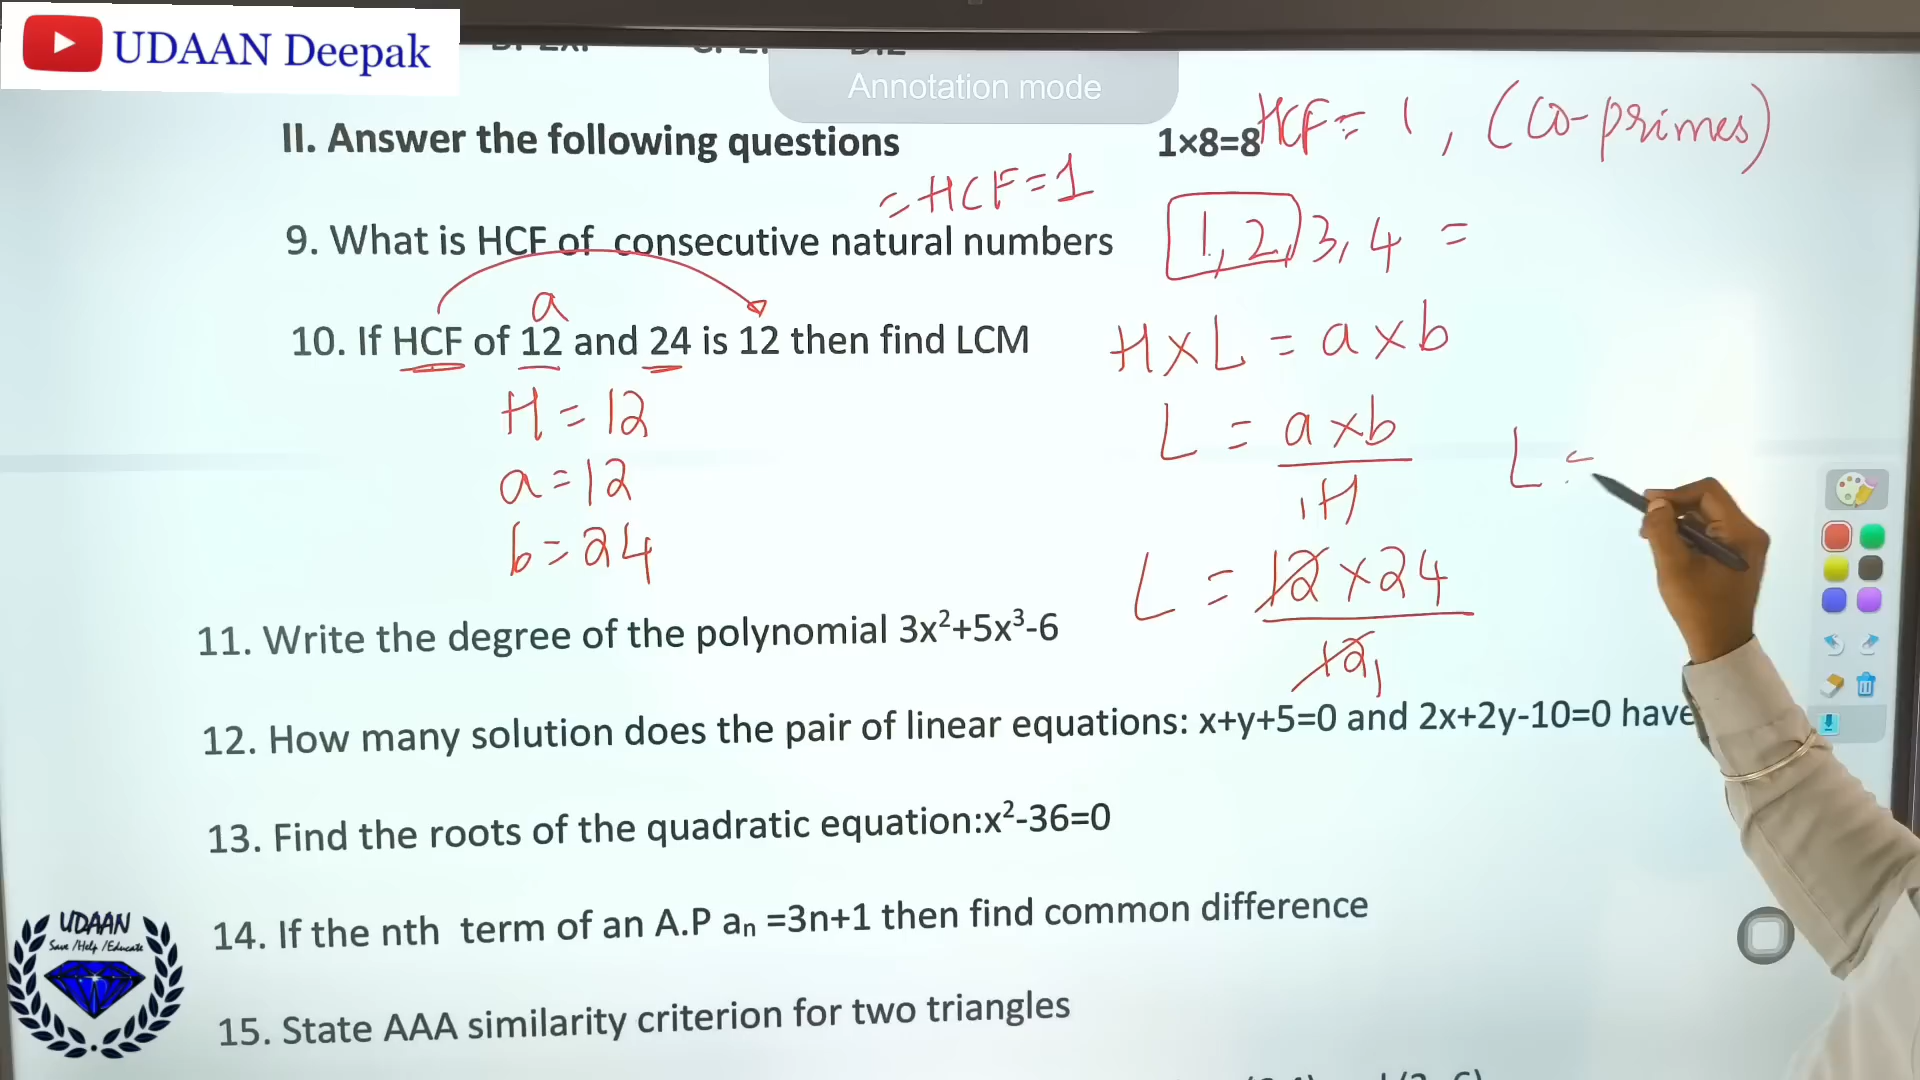 UDAAN Deepak
Annotation mode
HCF = 1, (Co-primes)
II. Answer the following questions 1×8=8
= HCF = 1
9. What is HCF of consecutive natural numbers
1, 2, 3, 4 =
a
10. If HCF of 12 and 24 is 12 then find LCM
H × L = a × b
H = 12
L = a × b
H
L =
a = 12
b = 24
L = 12 × 24
12
11. Write the degree of the polynomial 3x²+5x³-6
12. How many solution does the pair of linear equations: x+y+5=0 and 2x+2y-10=0 have
13. Find the roots of the quadratic equation:x²-36=0
14. If the nth term of an A.P aₙ =3n+1 then find common difference
15. State AAA similarity criterion for two triangles
UDAAN
Save /Help /Educate